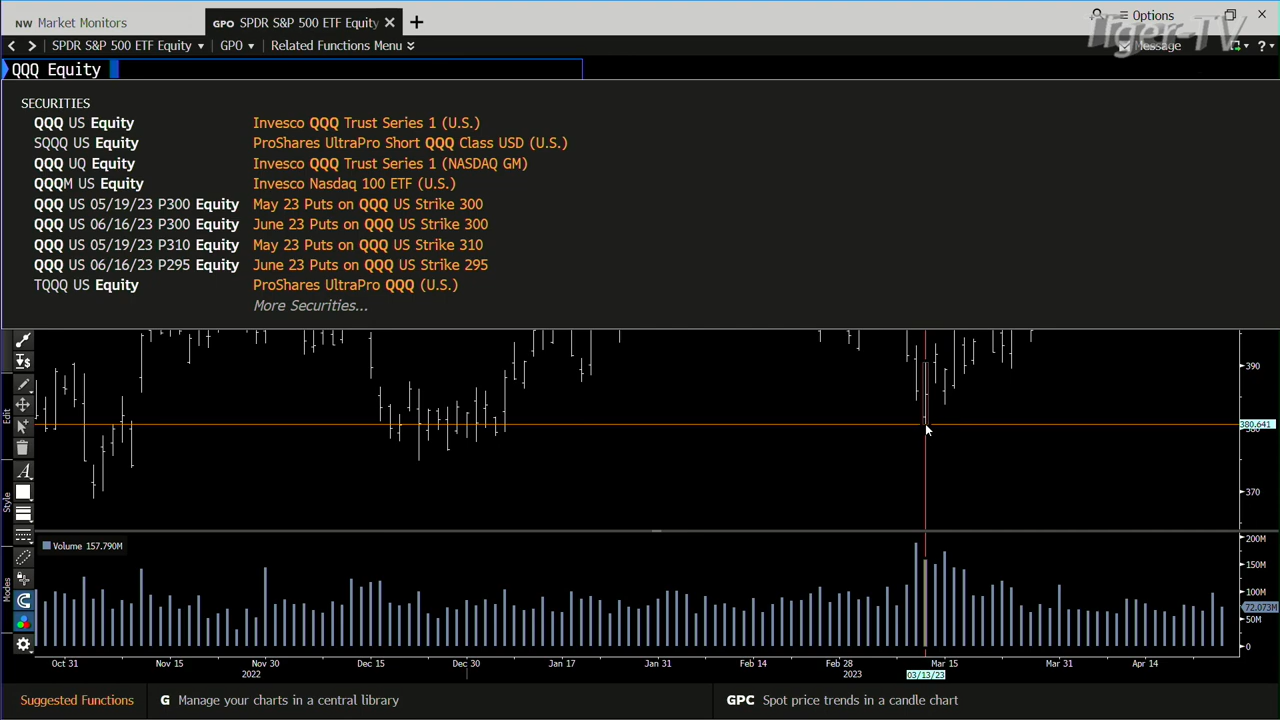 NW Market Monitors
GPO SPDR S&P 500 ETF Equity
Options
Tiger-TV
SPDR S&P 500 ETF Equity GPO Related Functions Menu Message ?
QQQ Equity
SECURITIES
QQQ US Equity Invesco QQQ Trust Series 1 (U.S.)
SQQQ US Equity ProShares UltraPro Short QQQ Class USD (U.S.)
QQQ UQ Equity Invesco QQQ Trust Series 1 (NASDAQ GM)
QQQM US Equity Invesco Nasdaq 100 ETF (U.S.)
QQQ US 05/19/23 P300 Equity May 23 Puts on QQQ US Strike 300
QQQ US 06/16/23 P300 Equity June 23 Puts on QQQ US Strike 300
QQQ US 05/19/23 P310 Equity May 23 Puts on QQQ US Strike 310
QQQ US 06/16/23 P295 Equity June 23 Puts on QQQ US Strike 295
TQQQ US Equity ProShares UltraPro QQQ (U.S.)
More Securities...
390
Edit
380.641
A
370
Style
Volume 157.790M
200M
150M
Modes
100M
72.073M
50M
0
Oct 31 Nov 15 Nov 30 Dec 15 Dec 30 Jan 17 Jan 31 Feb 14 Feb 28 Mar 15 Mar 31 Apr 14
2022 2023 03/13/23
Suggested Functions G Manage your charts in a central library GPC Spot price trends in a candle chart